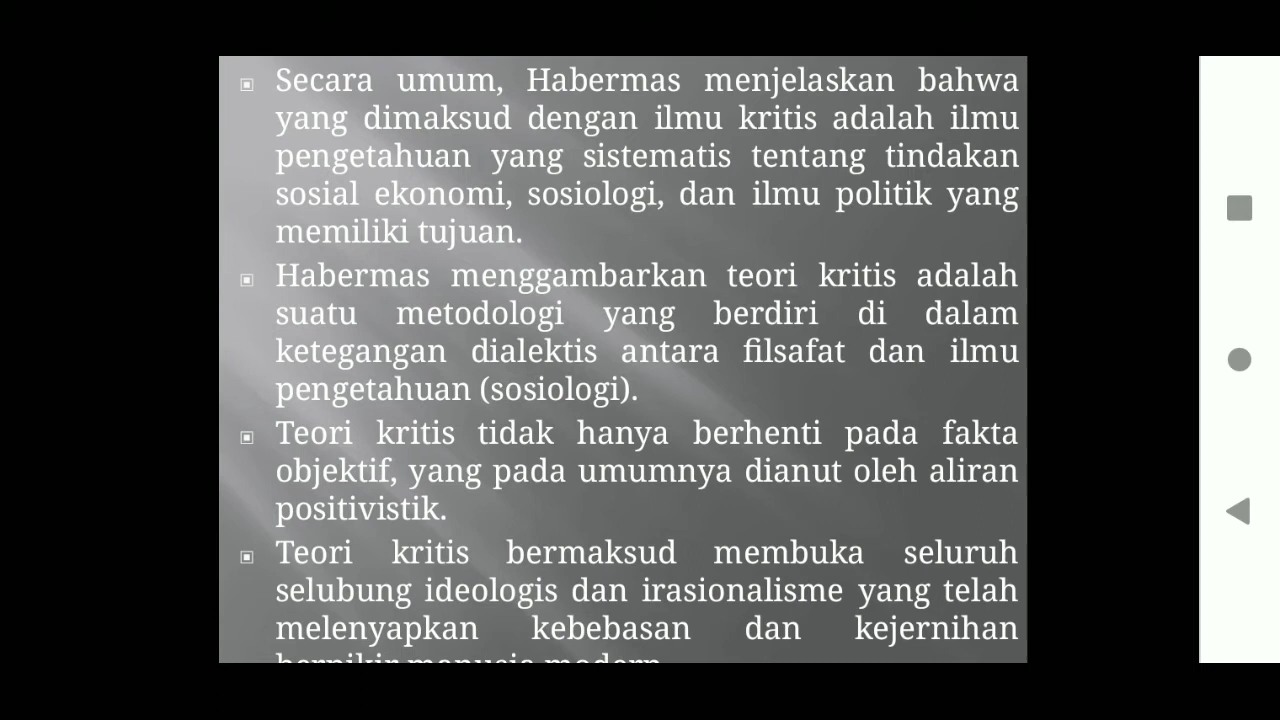 Secara umum, Habermas menjelaskan bahwa
yang dimaksud dengan ilmu kritis adalah ilmu
pengetahuan yang sistematis tentang tindakan
sosial ekonomi, sosiologi, dan ilmu politik yang
memiliki tujuan.
Habermas menggambarkan teori kritis adalah
suatu metodologi yang berdiri di dalam
ketegangan dialektis antara filsafat dan ilmu
pengetahuan (sosiologi).
Teori kritis tidak hanya berhenti pada fakta
objektif, yang pada umumnya dianut oleh aliran
positivistik.
Teori kritis bermaksud membuka seluruh
selubung ideologis dan irasionalisme yang telah
melenyapkan kebebasan dan kejernihan
berpikir manusia modern